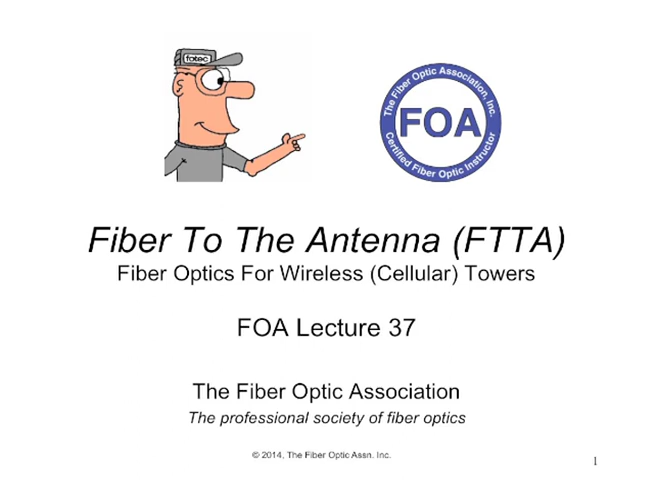 fotec
The Fiber Optic Association, Inc.
FOA
Certified Fiber Optic Instructor
Fiber To The Antenna (FTTA)
Fiber Optics For Wireless (Cellular) Towers
FOA Lecture 37
The Fiber Optic Association
The professional society of fiber optics
© 2014, The Fiber Optic Assn. Inc.
1